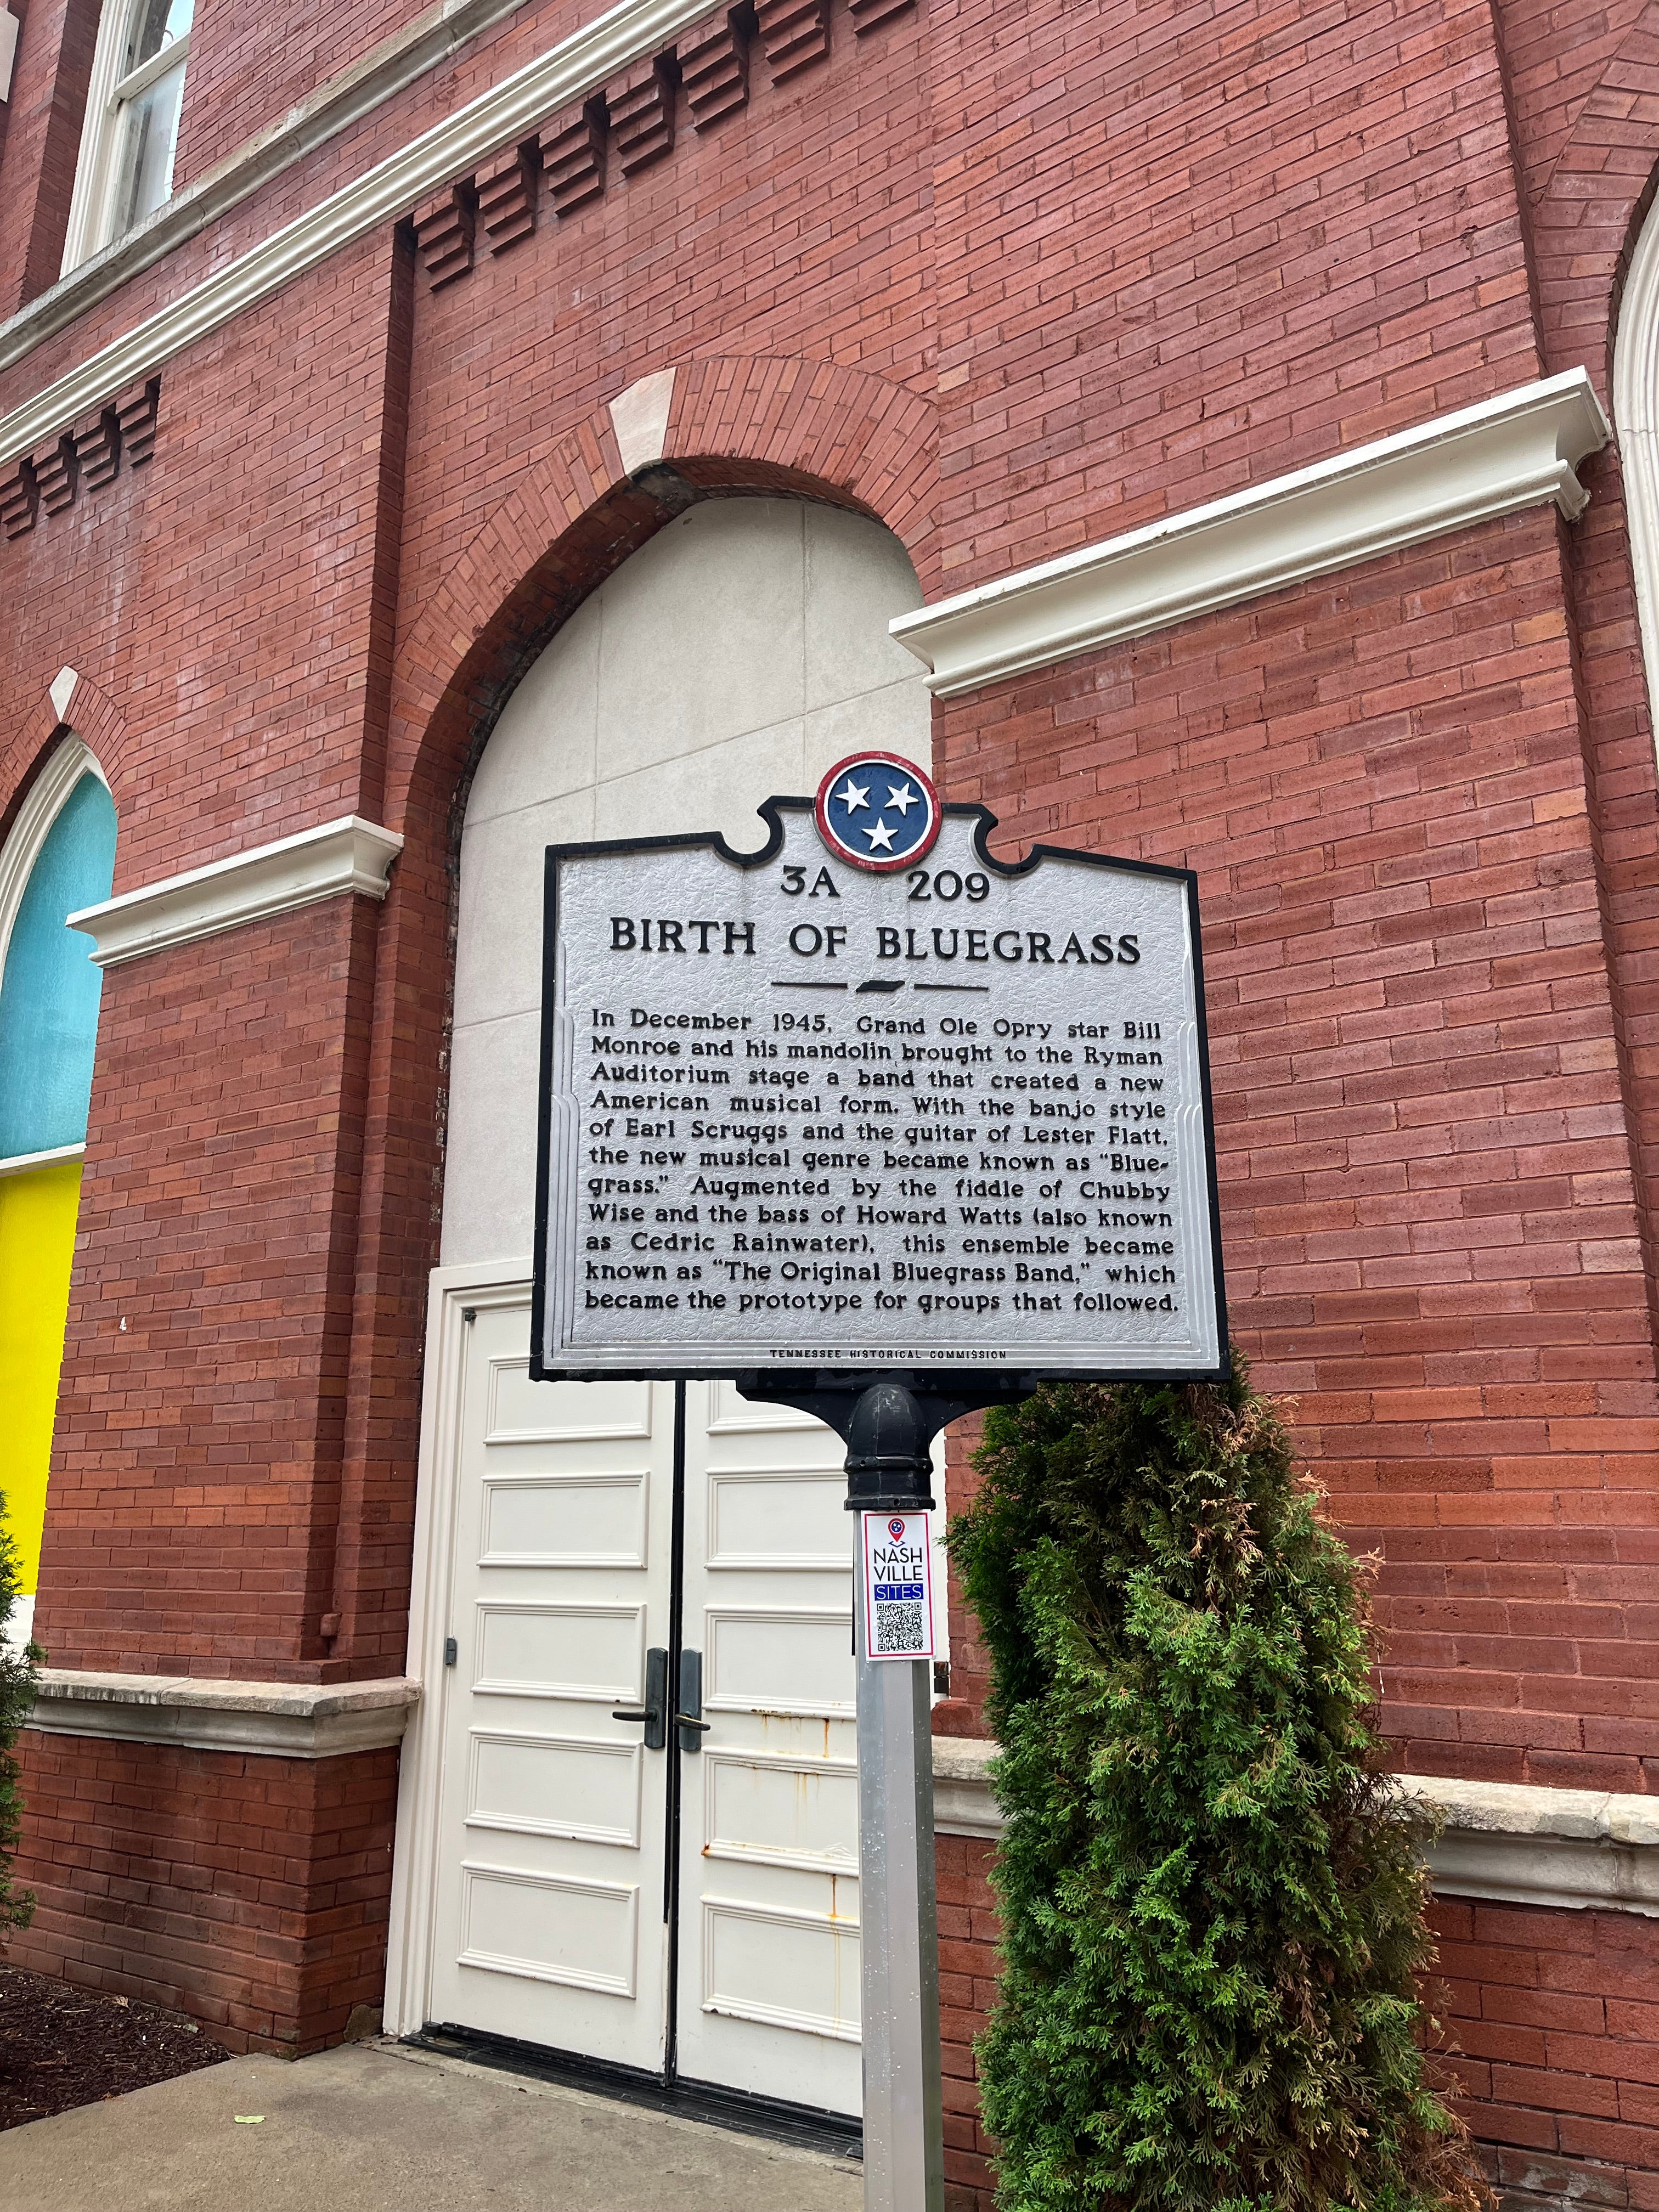 3A 209
BIRTH OF BLUEGRASS
In December 1945, Grand Ole Opry star Bill
Monroe and his mandolin brought to the Ryman
Auditorium stage a band that created a new
American musical form. With the banjo style
of Earl Scruggs and the guitar of Lester Flatt,
the new musical genre became known as "Blue-
grass." Augmented by the fiddle of Chubby
Wise and the bass of Howard Watts (also known
as Cedric Rainwater), this ensemble became
known as "The Original Bluegrass Band," which
became the prototype for groups that followed.
TENNESSEE HISTORICAL COMMISSION
NASH
VILLE
SITES